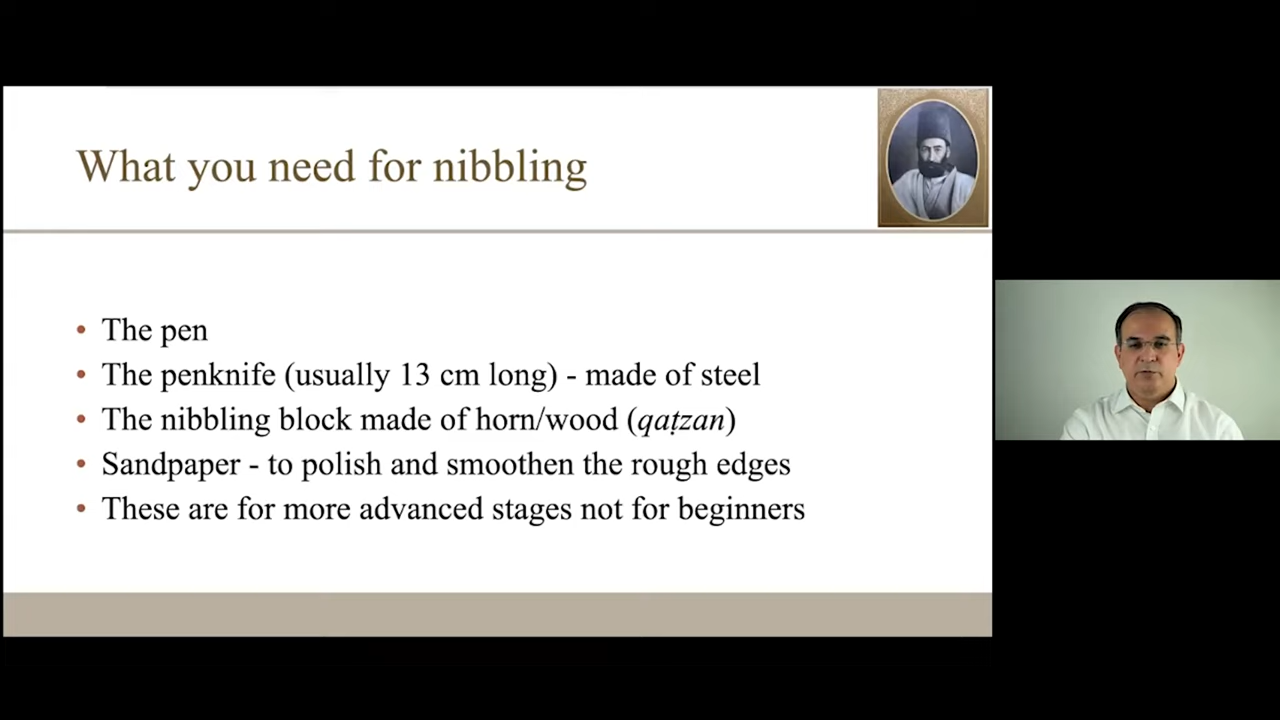 What you need for nibbling
• The pen
• The penknife (usually 13 cm long) - made of steel
• The nibbling block made of horn/wood (qaṭzan)
• Sandpaper - to polish and smoothen the rough edges
• These are for more advanced stages not for beginners